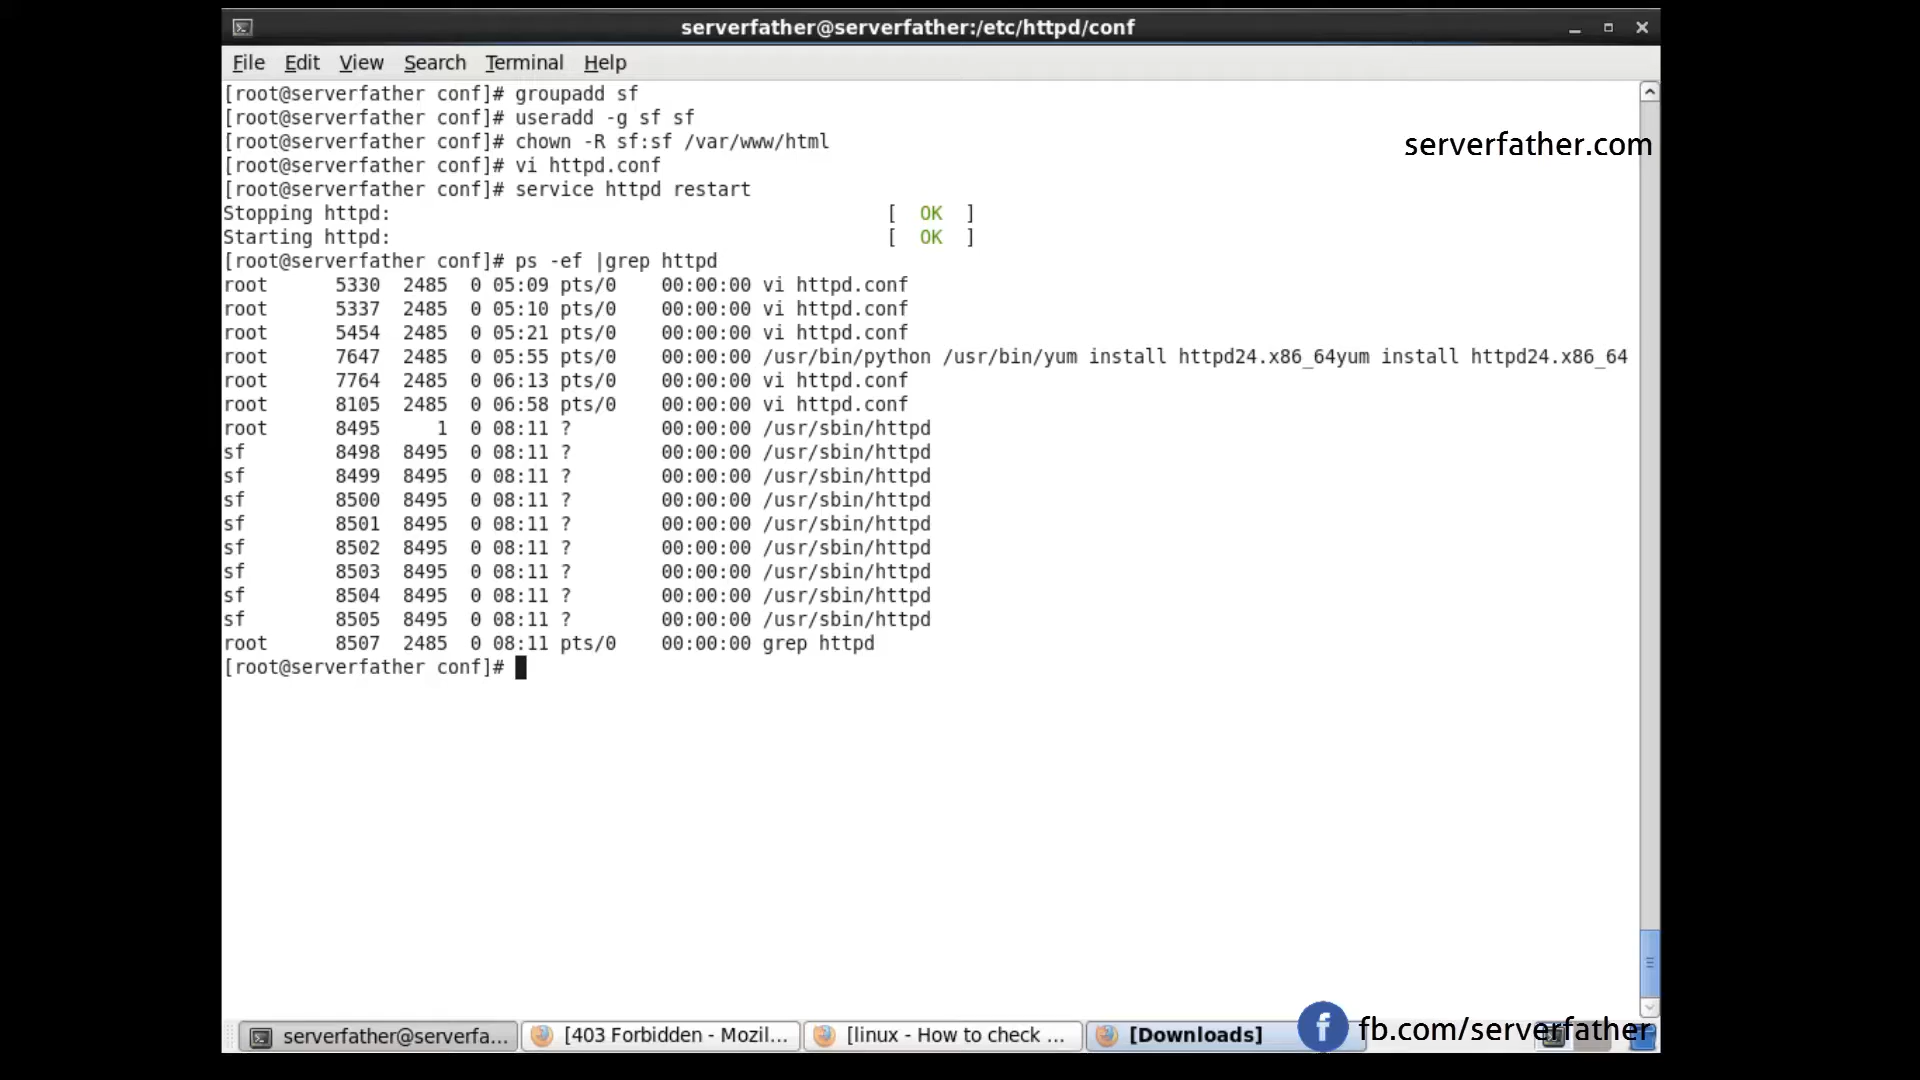 serverfather@serverfather:/etc/httpd/conf
File Edit View Search Terminal Help
[root@serverfather conf]# groupadd sf
[root@serverfather conf]# useradd -g sf sf
[root@serverfather conf]# chown -R sf:sf /var/www/html
serverfather.com
[root@serverfather conf]# vi httpd.conf
[root@serverfather conf]# service httpd restart
Stopping httpd: [ OK ]
Starting httpd: [ OK ]
[root@serverfather conf]# ps -ef |grep httpd
root 5330 2485 0 05:09 pts/0 00:00:00 vi httpd.conf
root 5337 2485 0 05:10 pts/0 00:00:00 vi httpd.conf
root 5454 2485 0 05:21 pts/0 00:00:00 vi httpd.conf
root 7647 2485 0 05:55 pts/0 00:00:00 /usr/bin/python /usr/bin/yum install httpd24.x86_64yum install httpd24.x86_64
root 7764 2485 0 06:13 pts/0 00:00:00 vi httpd.conf
root 8105 2485 0 06:58 pts/0 00:00:00 vi httpd.conf
root 8495 1 0 08:11 ? 00:00:00 /usr/sbin/httpd
sf 8498 8495 0 08:11 ? 00:00:00 /usr/sbin/httpd
sf 8499 8495 0 08:11 ? 00:00:00 /usr/sbin/httpd
sf 8500 8495 0 08:11 ? 00:00:00 /usr/sbin/httpd
sf 8501 8495 0 08:11 ? 00:00:00 /usr/sbin/httpd
sf 8502 8495 0 08:11 ? 00:00:00 /usr/sbin/httpd
sf 8503 8495 0 08:11 ? 00:00:00 /usr/sbin/httpd
sf 8504 8495 0 08:11 ? 00:00:00 /usr/sbin/httpd
sf 8505 8495 0 08:11 ? 00:00:00 /usr/sbin/httpd
root 8507 2485 0 08:11 pts/0 00:00:00 grep httpd
[root@serverfather conf]#
serverfather@serverfa... [403 Forbidden - Mozil... [linux - How to check ... [Downloads] f fb.com/serverfather